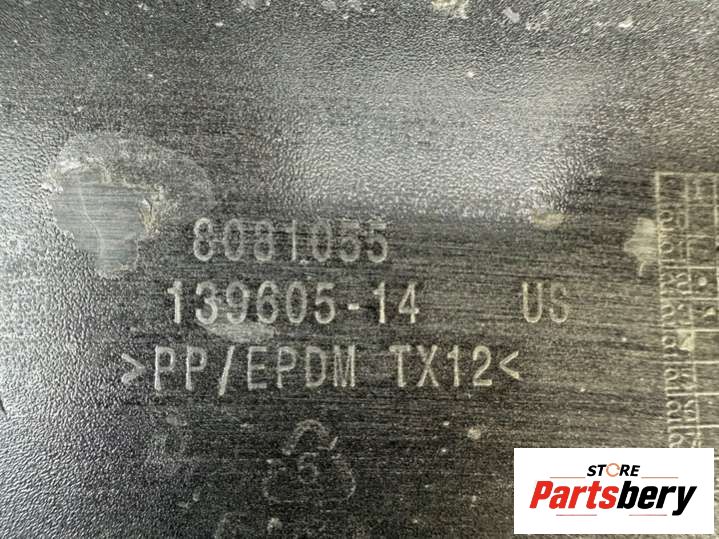 8081055
139605-14 US
>PP/EPDM TX12<
5
STORE
Partsbery